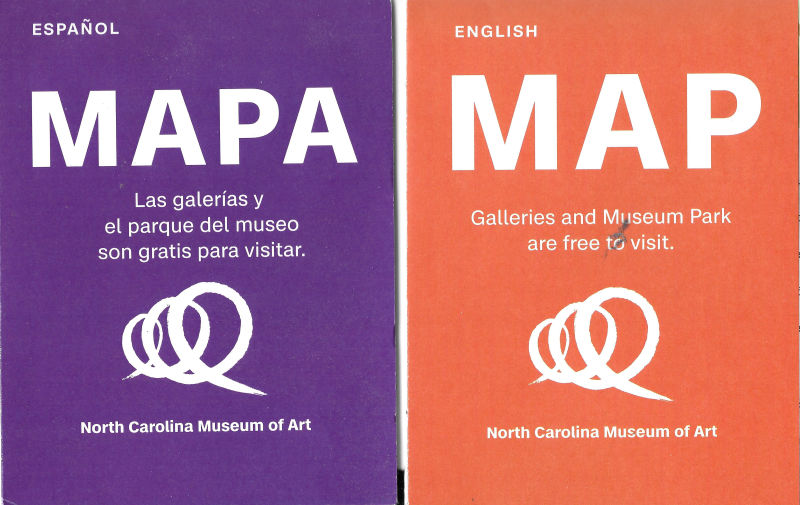 ESPAÑOL
MAPA
Las galerías y
el parque del museo
son gratis para visitar.
North Carolina Museum of Art
ENGLISH
MAP
Galleries and Museum Park
are free to visit.
North Carolina Museum of Art